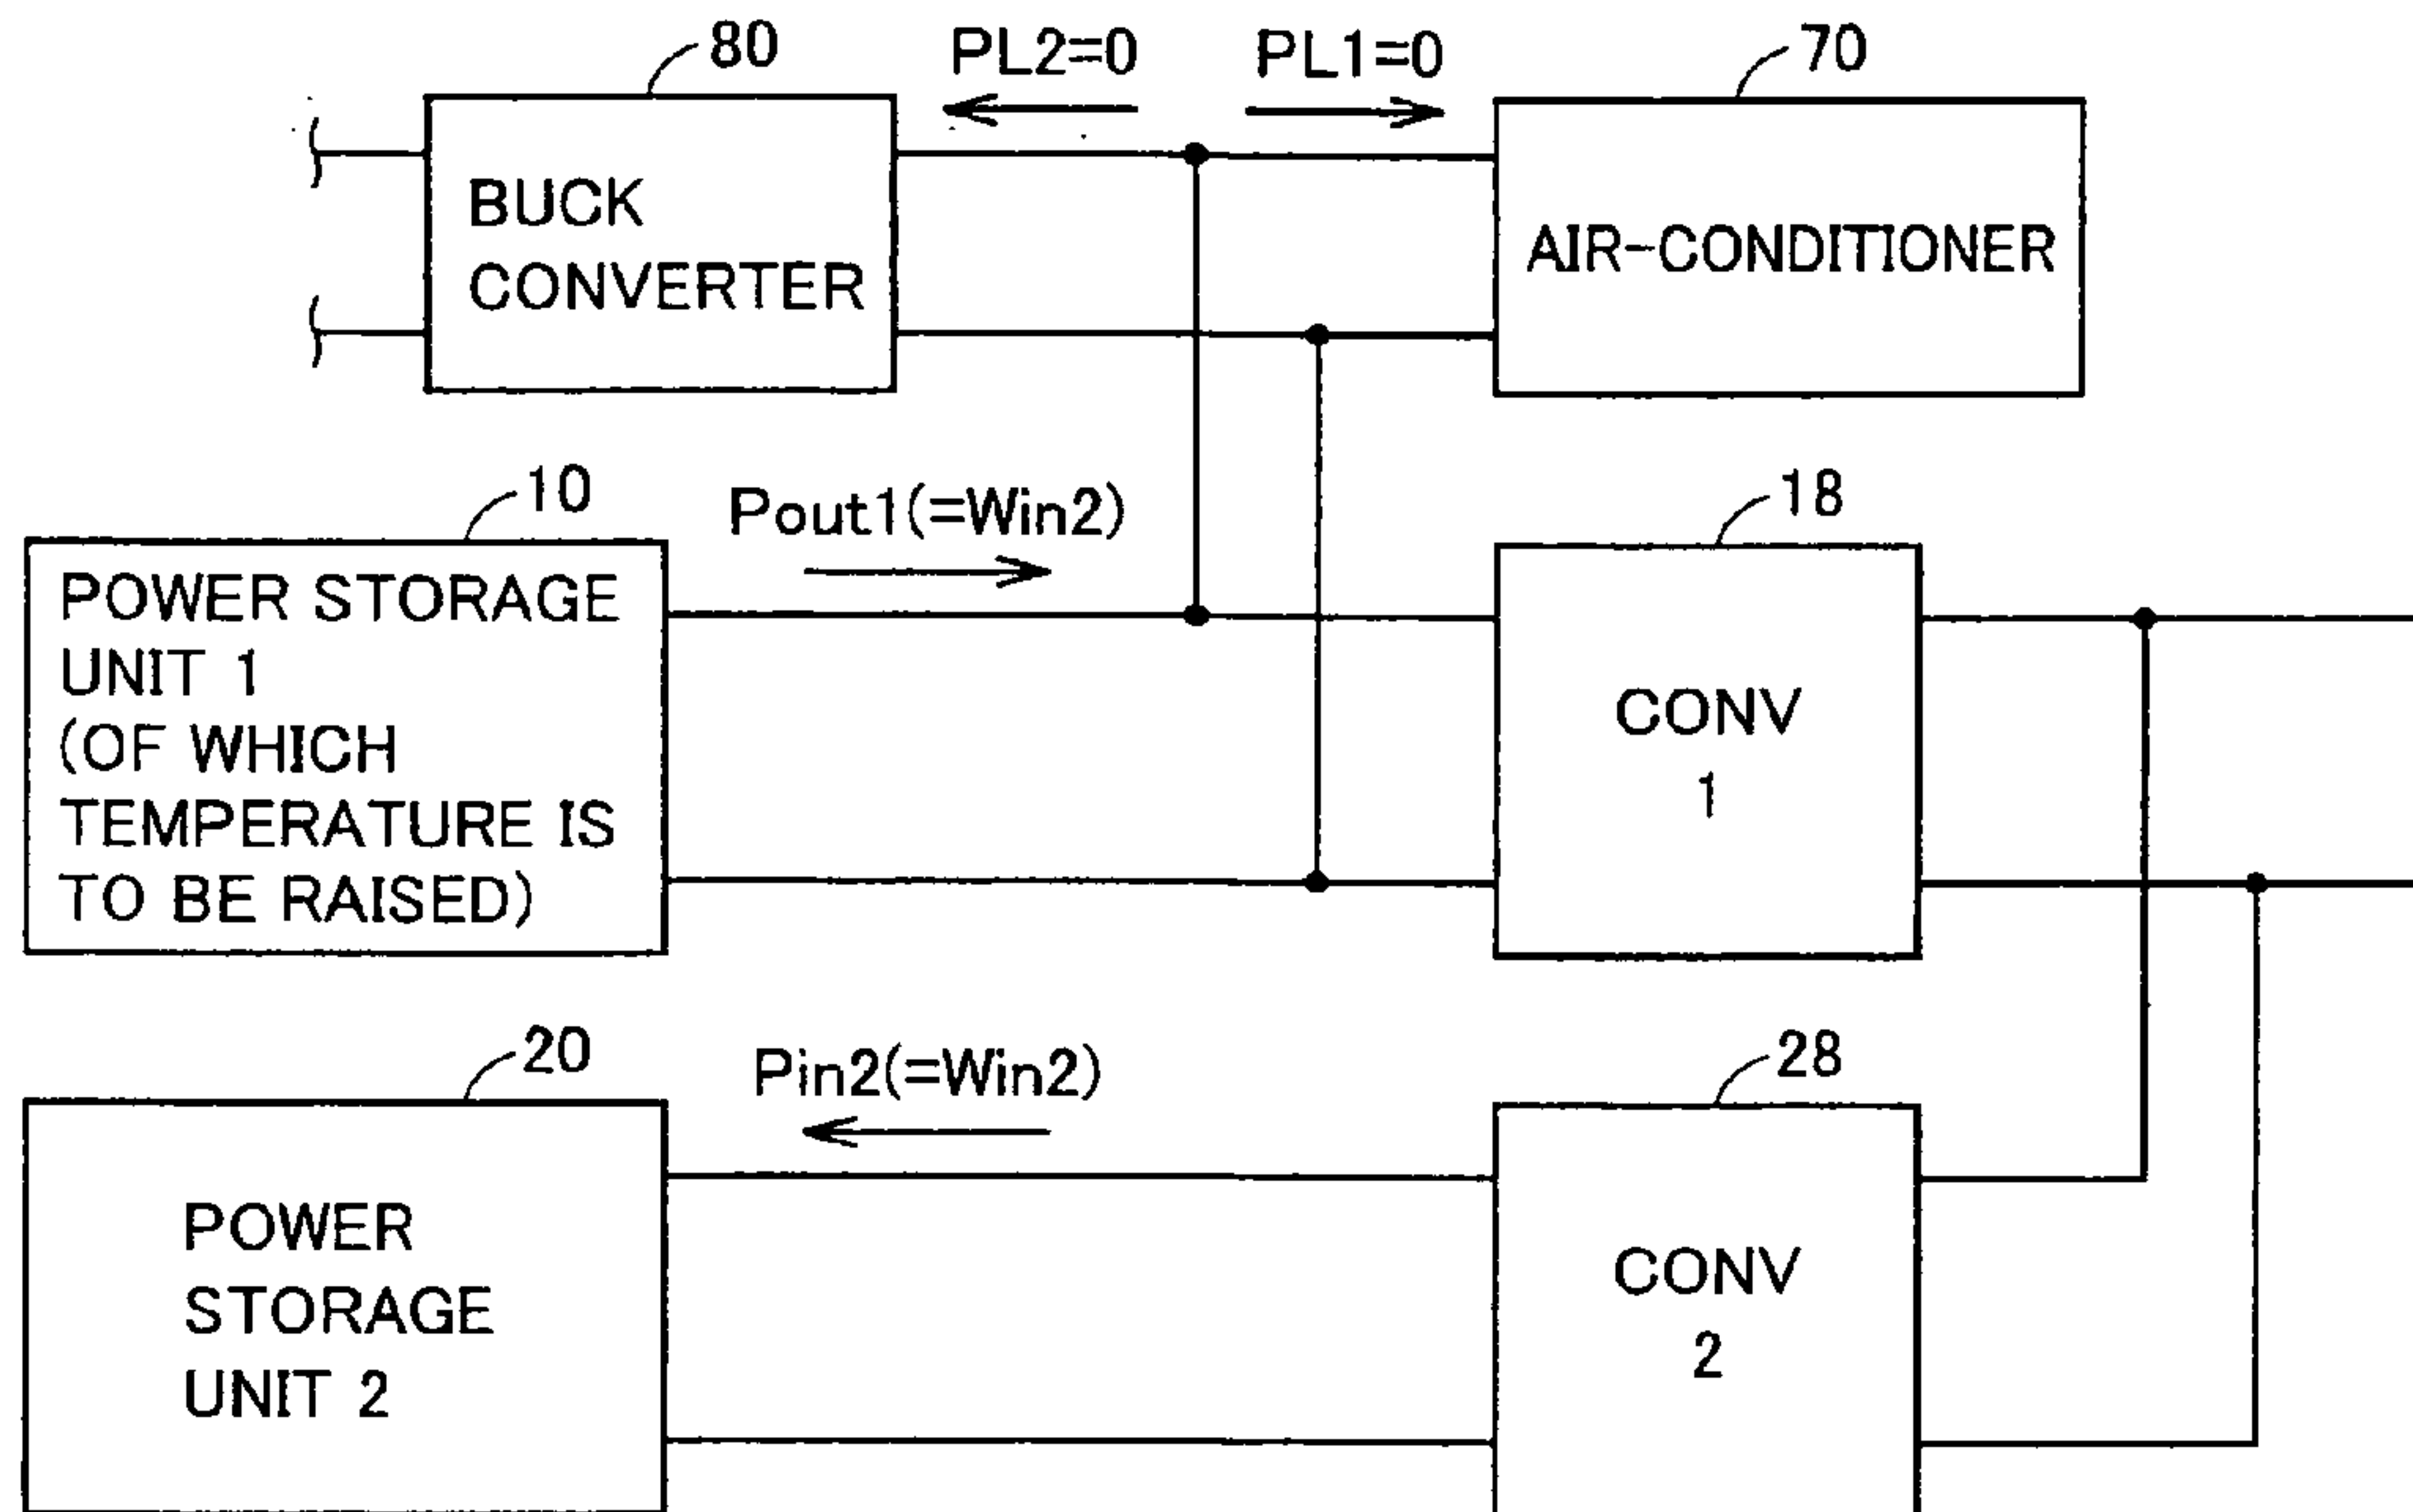 80
PL2=0
PL1=0
70
BUCK
CONVERTER
AIR-CONDITIONER
10
Pout1(=Win2)
18
POWER STORAGE
UNIT 1
(OF WHICH
TEMPERATURE IS
TO BE RAISED)
CONV
1
20
Pin2(=Win2)
28
POWER
STORAGE
UNIT 2
CONV
2